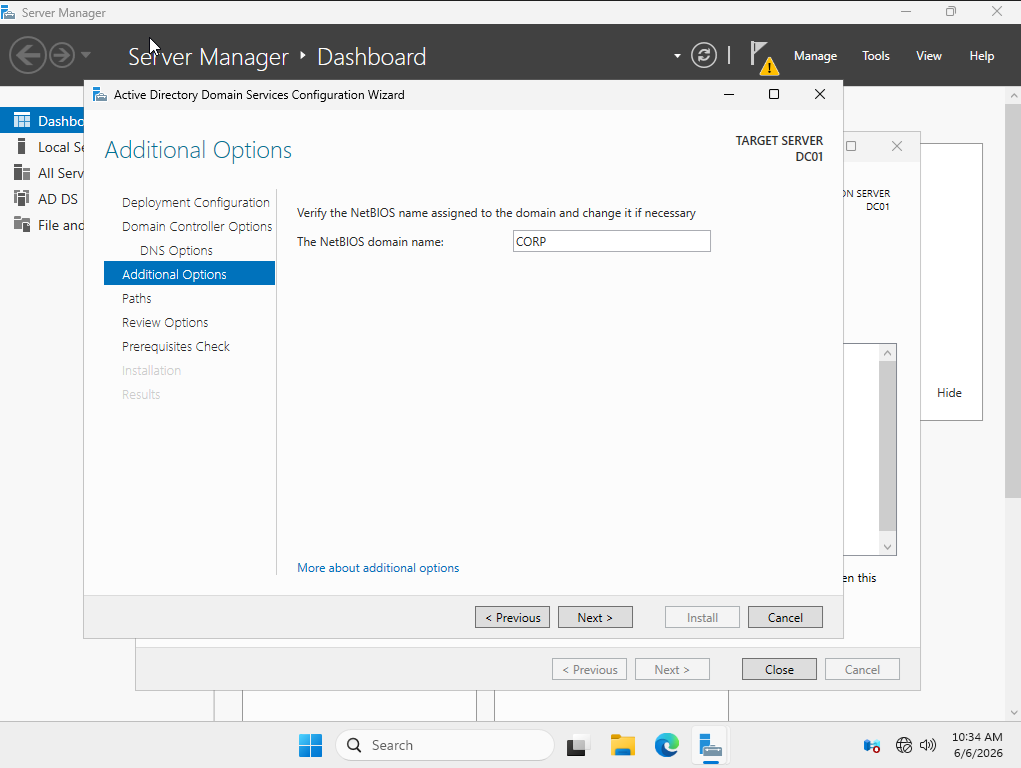 Server Manager
Server Manager ‣ Dashboard
Manage
Tools
View
Help
Active Directory Domain Services Configuration Wizard
Additional Options
TARGET SERVER
DC01
Deployment Configuration
Domain Controller Options
DNS Options
Additional Options
Paths
Review Options
Prerequisites Check
Installation
Results
Verify the NetBIOS name assigned to the domain and change it if necessary
The NetBIOS domain name:
CORP
More about additional options
< Previous
Next >
Install
Cancel
Dashbo
Local Se
All Serv
AD DS
File and
ON SERVER
DC01
Hide
en this
< Previous
Next >
Close
Cancel
Search
10:34 AM
6/6/2026